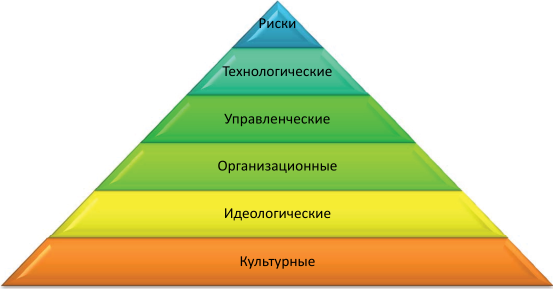 Риски
Технологические
Управленческие
Организационные
Идеологические
Культурные